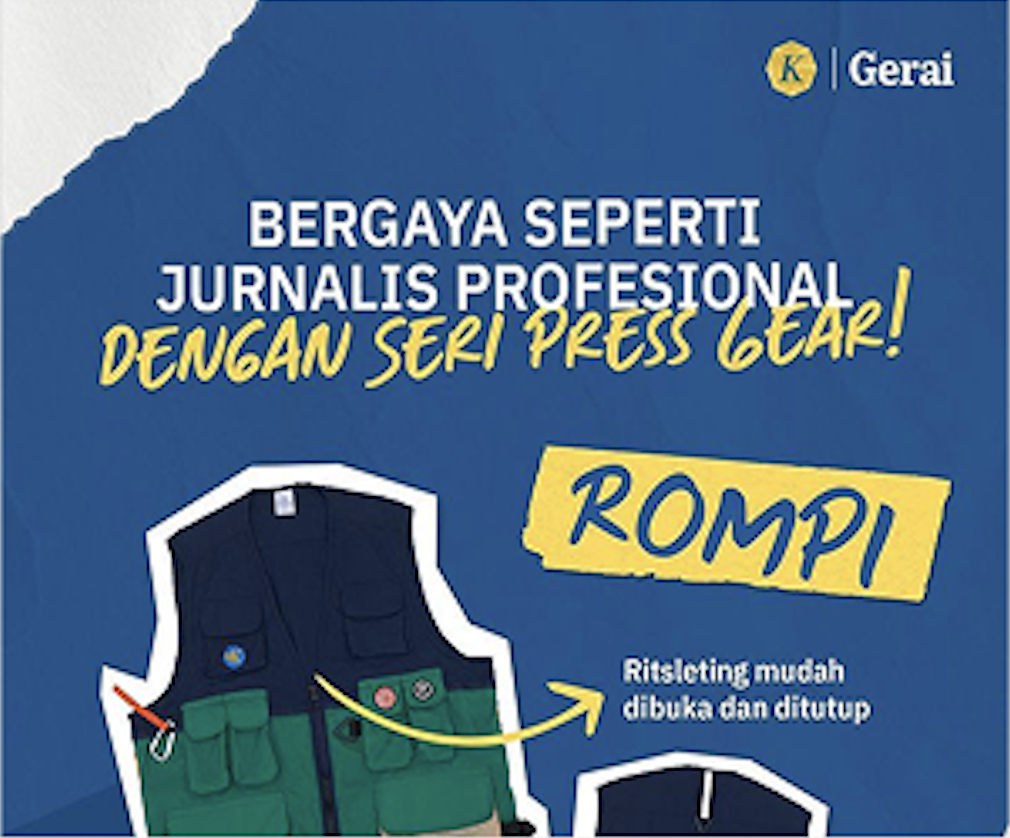 K | Gerai
BERGAYA SEPERTI
JURNALIS PROFESIONAL
DENGAN SERI PRESS GEAR!
ROMPI
Ritsleting mudah
dibuka dan ditutup